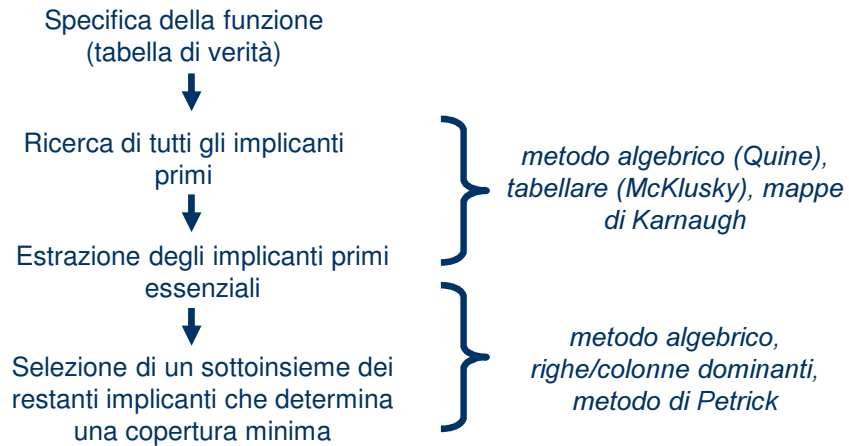 Specifica della funzione
(tabella di verità)
Ricerca di tutti gli implicanti
primi
metodo algebrico (Quine),
tabellare (McKlusky), mappe
di Karnaugh
Estrazione degli implicanti primi
essenziali
Selezione di un sottoinsieme dei
restanti implicanti che determina
una copertura minima
metodo algebrico,
righe/colonne dominanti,
metodo di Petrick